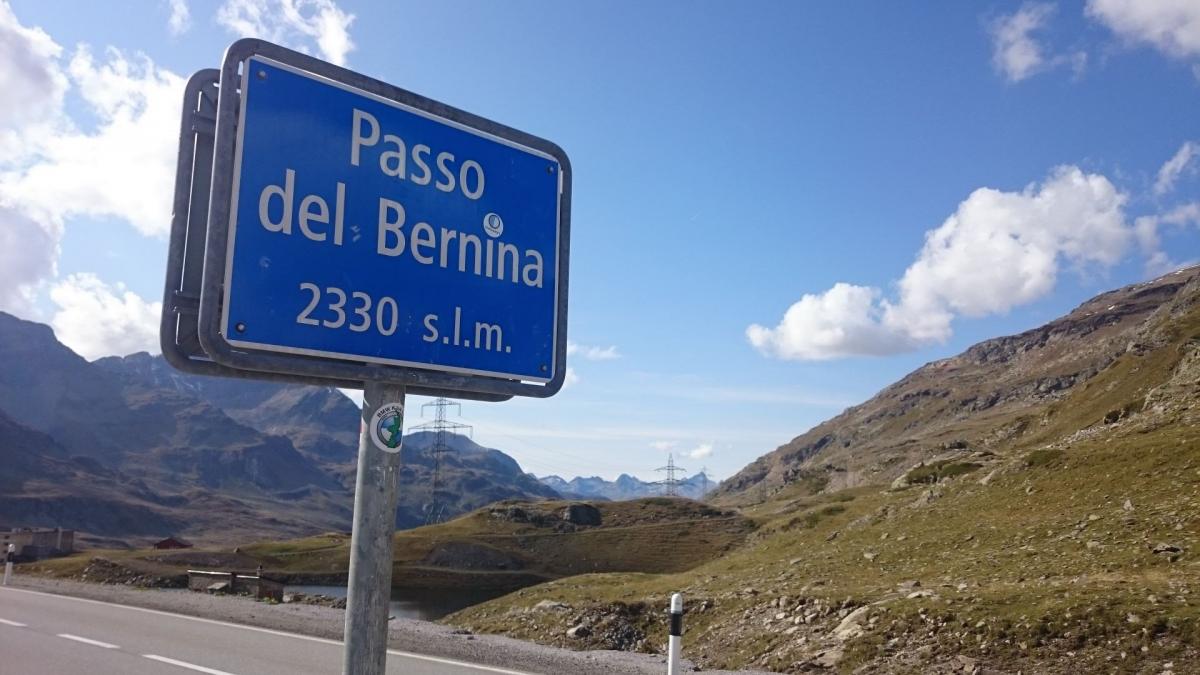 Passo
del Bernina
2330 s.l.m.